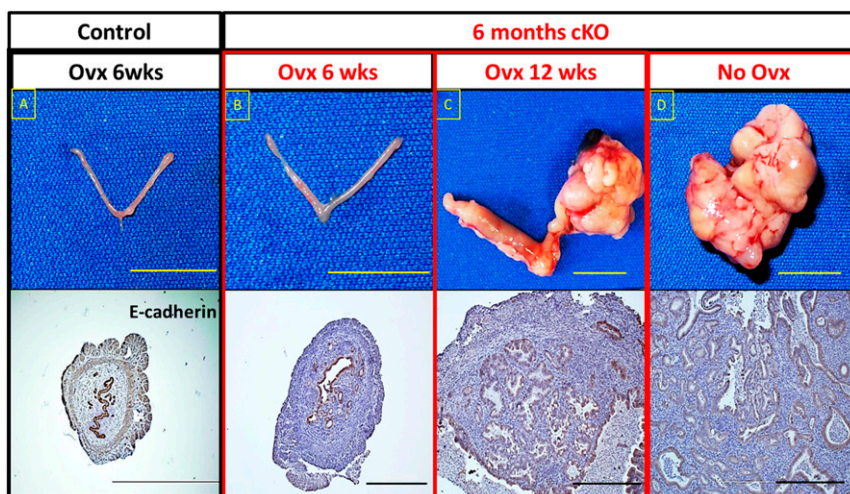 Control
6 months cKO
Ovx 6wks
Ovx 6 wks
Ovx 12 wks
No Ovx
A
B
C
D
E-cadherin